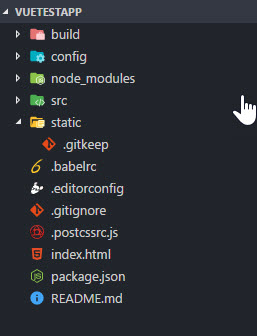 VUETESTAPP
build
config
node_modules
src
static
.gitkeep
.babelrc
.editorconfig
.gitignore
.postcssrc.js
index.html
package.json
README.md